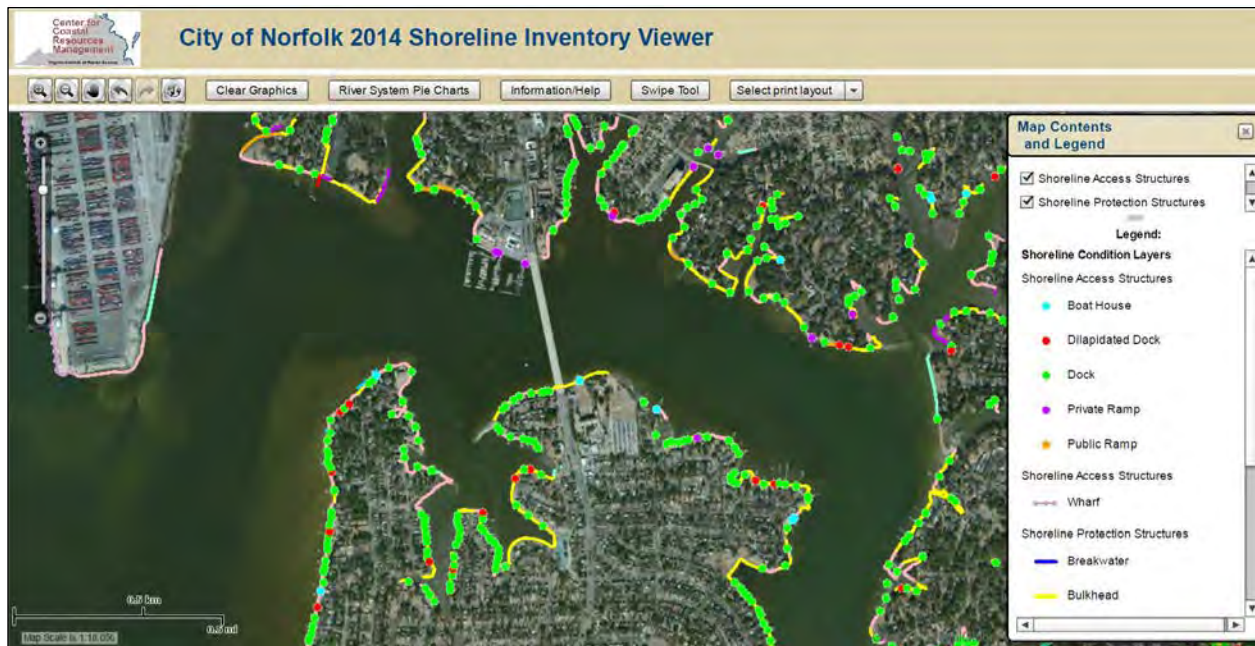 Center for
Coastal
Resources
Management
City of Norfolk 2014 Shoreline Inventory Viewer
Clear Graphics
River System Pie Charts
Information/Help
Swipe Tool
Select print layout
Map Contents
and Legend
Shoreline Access Structures
Shoreline Protection Structures
Legend:
Shoreline Condition Layers
Shoreline Access Structures
Boat House
Dilapidated Dock
Dock
Private Ramp
Public Ramp
Shoreline Access Structures
Wharf
Shoreline Protection Structures
Breakwater
Bulkhead
0.5 km
0.5 mi
Map Scale is 1:18,056